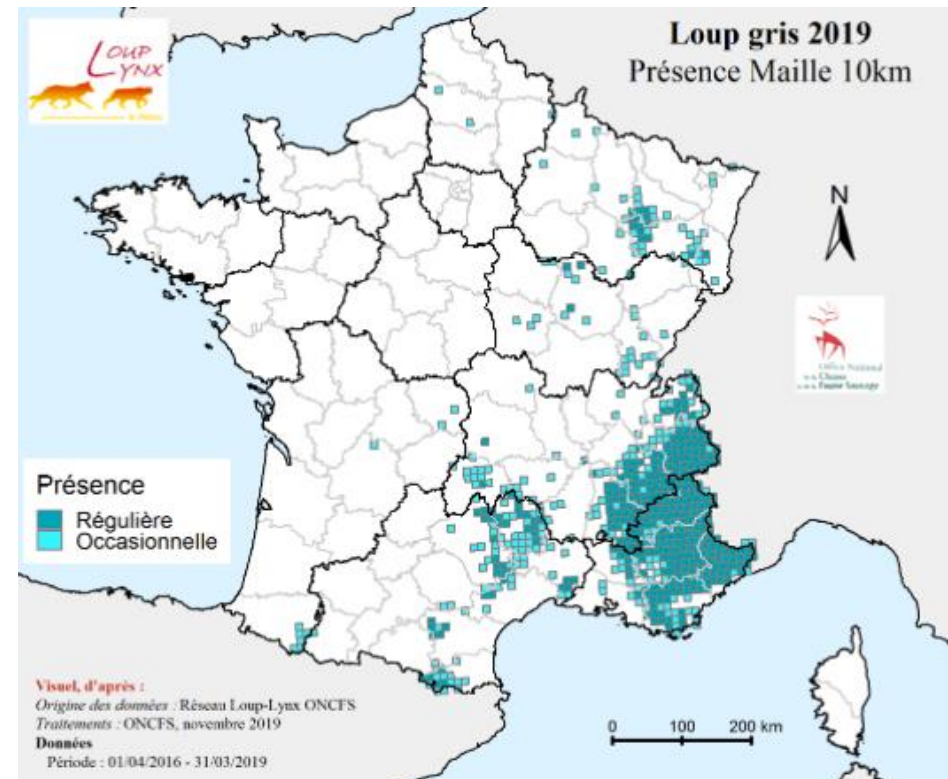 LOUP
LYNX
Loup gris 2019
Présence Maille 10km
N
Office National
de la
Chasse
et de la
Faune Sauvage
Présence
Régulière
Occasionnelle
Visuel, d'après :
Origine des données : Réseau Loup-Lynx ONCFS
Traitements : ONCFS, novembre 2019
Données
Période : 01/04/2016 - 31/03/2019
0 100 200 km